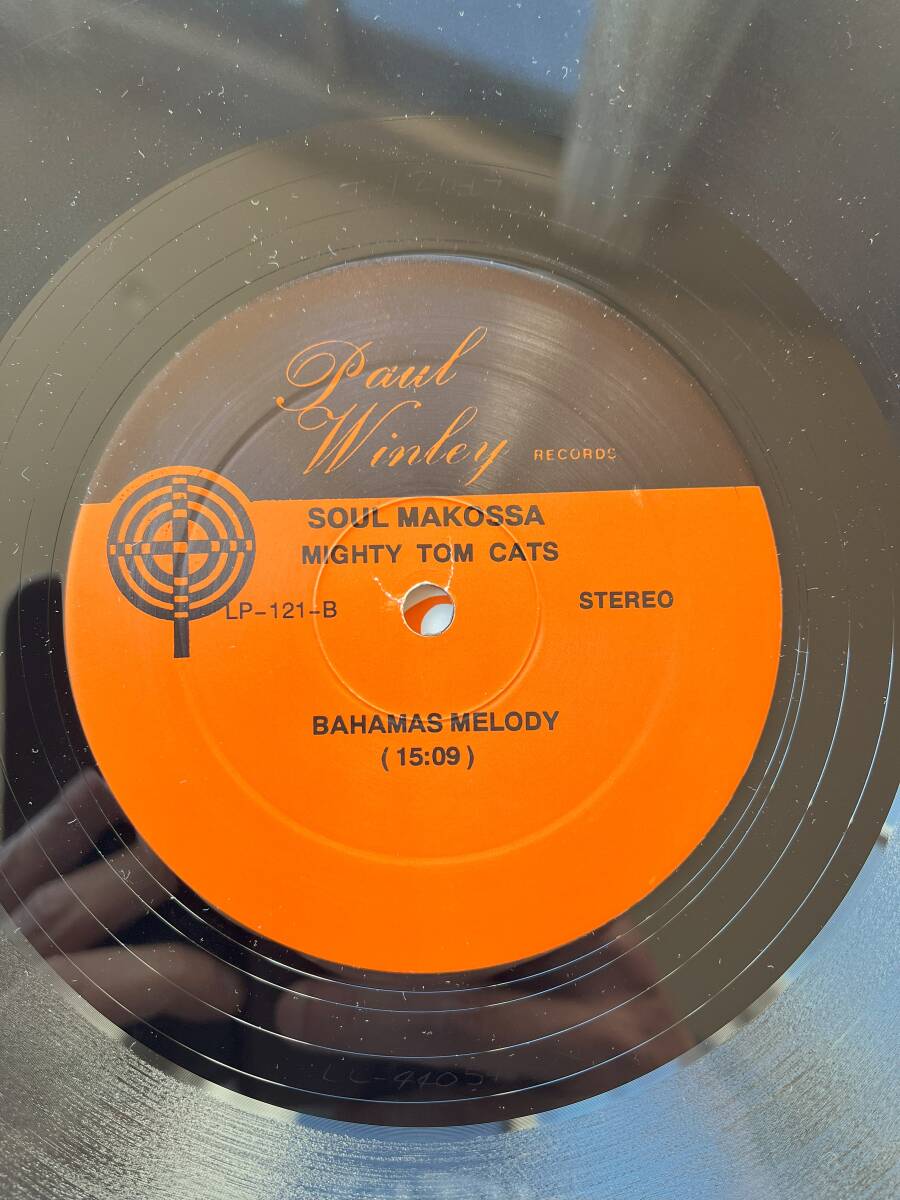 Paul
Winley RECORDS
SOUL MAKOSSA
MIGHTY TOM CATS
LP-121-B
STEREO
BAHAMAS MELODY
(15:09)